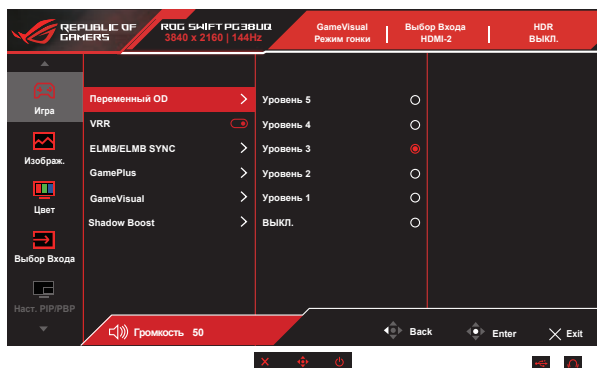 REPUBLIC OF
GAMERS
ROG SWIFT PG38UQ
3840 x 2160 | 144Hz
GameVisual
Режим гонки
Выбор Входа
HDMI-2
HDR
ВЫКЛ.
Игра
Изображ.
Цвет
Выбор Входа
Наст. PIP/PBP
Переменный OD
VRR
ELMB/ELMB SYNC
GamePlus
GameVisual
Shadow Boost
Уровень 5
Уровень 4
Уровень 3
Уровень 2
Уровень 1
ВЫКЛ.
Громкость 50
Back
Enter
Exit